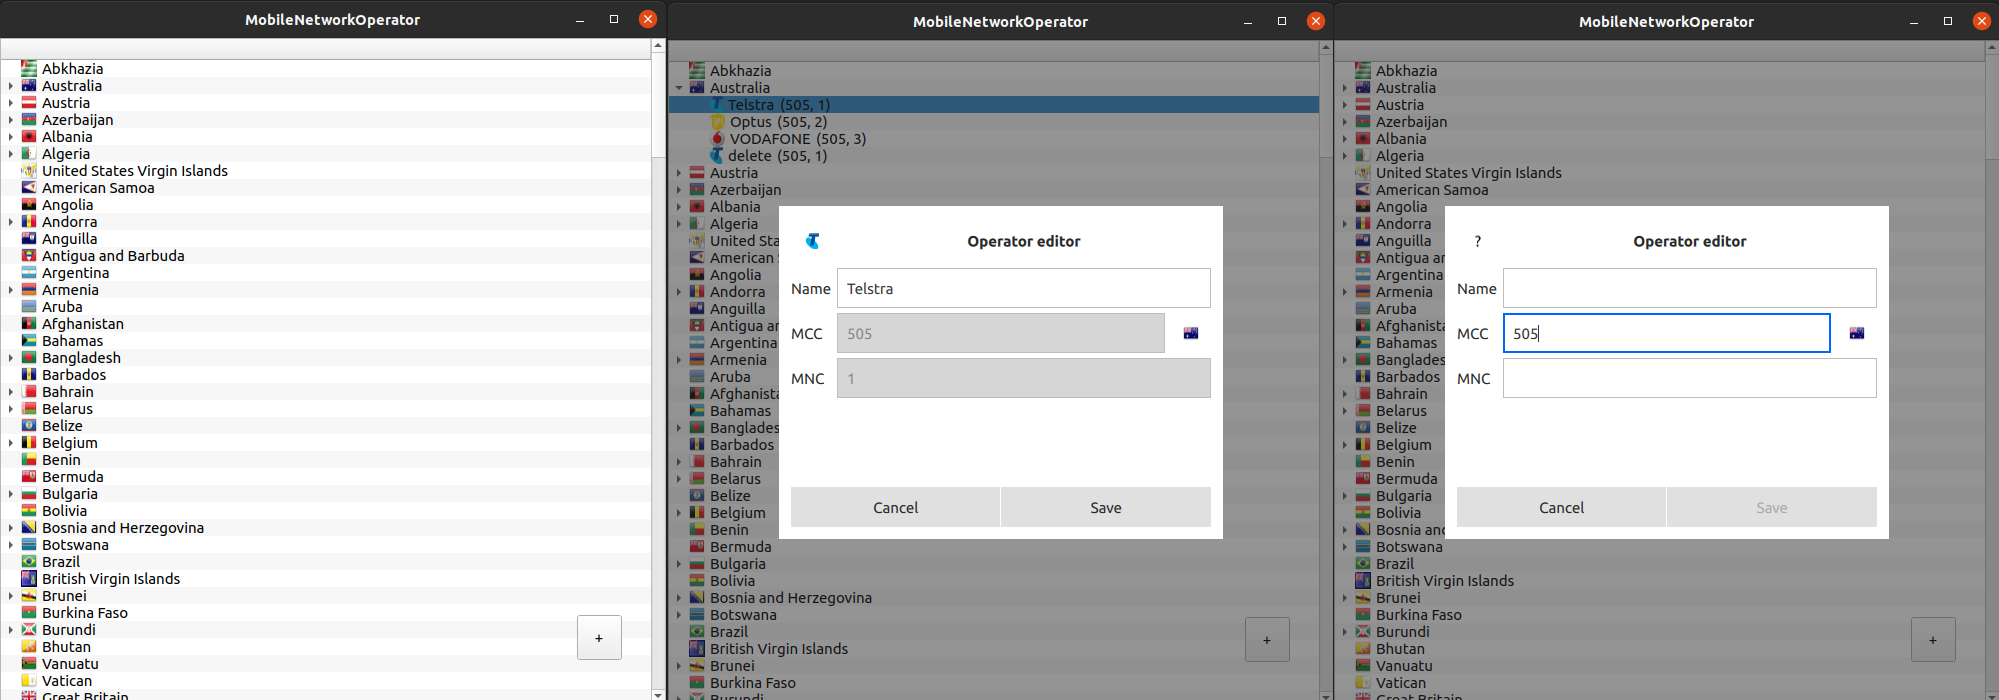 MobileNetworkOperator
Abkhazia
Australia
Austria
Azerbaijan
Albania
Algeria
United States Virgin Islands
American Samoa
Angolia
Andorra
Anguilla
Antigua and Barbuda
Argentina
Armenia
Aruba
Afghanistan
Bahamas
Bangladesh
Barbados
Bahrain
Belarus
Belize
Belgium
Benin
Bermuda
Bulgaria
Bolivia
Bosnia and Herzegovina
Botswana
Brazil
British Virgin Islands
Brunei
Burkina Faso
Burundi
Bhutan
Vanuatu
Vatican
Great Britain
+
MobileNetworkOperator
Abkhazia
Australia
Telstra (505, 1)
Optus (505, 2)
VODAFONE (505, 3)
delete (505, 1)
Austria
Azerbaijan
Albania
Algeria
United Sta
American
Angolia
Andorra
Anguilla
Antigua an
Argentina
Armenia
Aruba
Afghanista
Bahamas
Banglades
Barbados
Bahrain
Belarus
Belize
Belgium
Benin
Bermuda
Bulgaria
Bolivia
Bosnia and Herzegovina
Botswana
Brazil
British Virgin Islands
Brunei
Burkina Faso
Burundi
+
Operator editor
Name Telstra
MCC 505
MNC 1
Cancel Save
MobileNetworkOperator
Abkhazia
Australia
Austria
Azerbaijan
Albania
Algeria
United States Virgin Islands
American Samoa
Angolia
Andorra
Anguilla
Antigua ar
Argentina
Armenia
Aruba
Afghanista
Bahamas
Banglades
Barbados
Bahrain
Belarus
Belize
Belgium
Benin
Bermuda
Bulgaria
Bolivia
Bosnia and
Botswana
Brazil
British Virgin Islands
Brunei
Burkina Faso
Burundi
Bhutan
Vanuatu
Vatican
Great Britain
+
? Operator editor
Name
MCC 505
MNC
Cancel Save